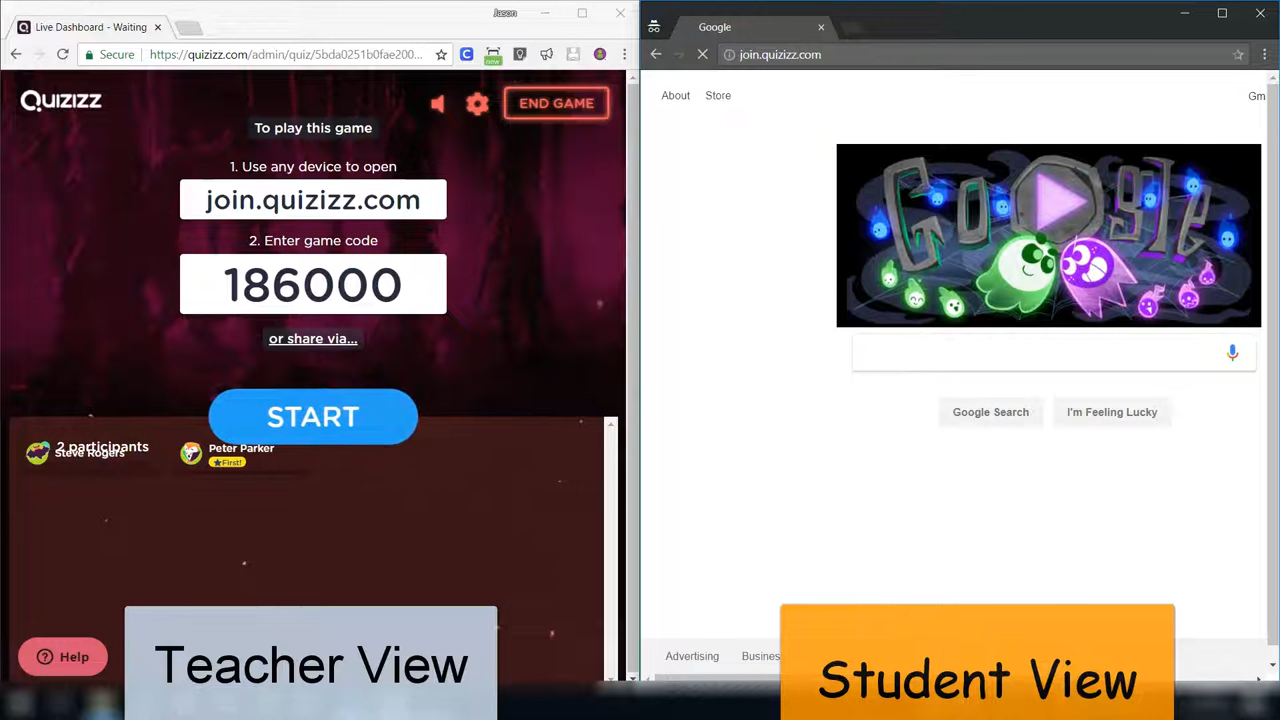 Live Dashboard - Waiting
Jason
Secure
https://quizizz.com/admin/quiz/5bda0251b0fae200...
new
Quizizz
END GAME
To play this game
1. Use any device to open
join.quizizz.com
2. Enter game code
186000
or share via...
START
2 participants
Steve Rogers
Peter Parker
First!
Help
Teacher View
Google
join.quizizz.com
About
Store
Gm
Google
Google Search
I'm Feeling Lucky
Advertising
Busines
Student View